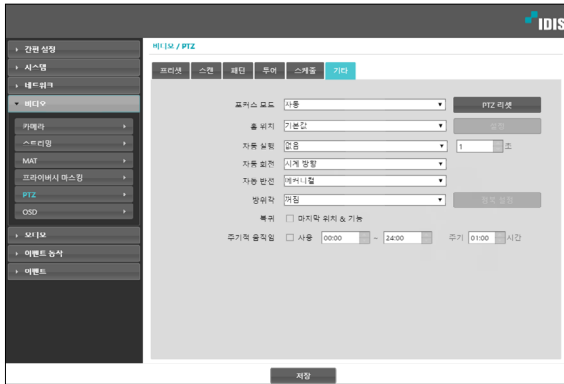 IDIS
비디오 / PTZ
간편 설정
시스템
네트워크
비디오
카메라
스트리밍
MAT
프라이버시 마스킹
PTZ
OSD
오디오
이벤트 동작
이벤트
프리셋 스캔 패턴 투어 스케줄 기타
포커스 모드 자동 PTZ 리셋
홈 위치 기본값 설정
자동 실행 없음 1 초
자동 회전 시계 방향
자동 반전 메커니컬
방위각 꺼짐
복귀 마지막 위치 & 기능
주기적 움직임 사용 00:00 ~ 24:00 주기 01:00 시간
저장